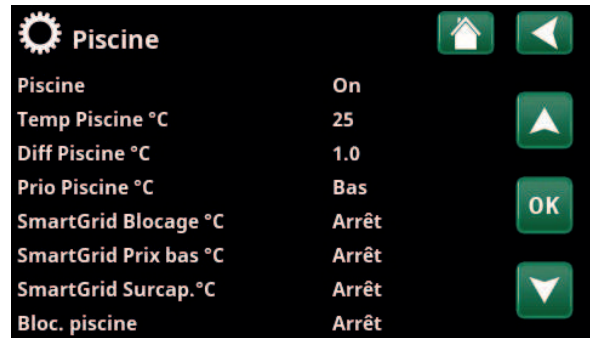 Piscine
Piscine On
Temp Piscine °C 25
Diff Piscine °C 1.0
Prio Piscine °C Bas
OK
SmartGrid Blocage °C Arrêt
SmartGrid Prix bas °C Arrêt
SmartGrid Surcap.°C Arrêt
Bloc. piscine Arrêt